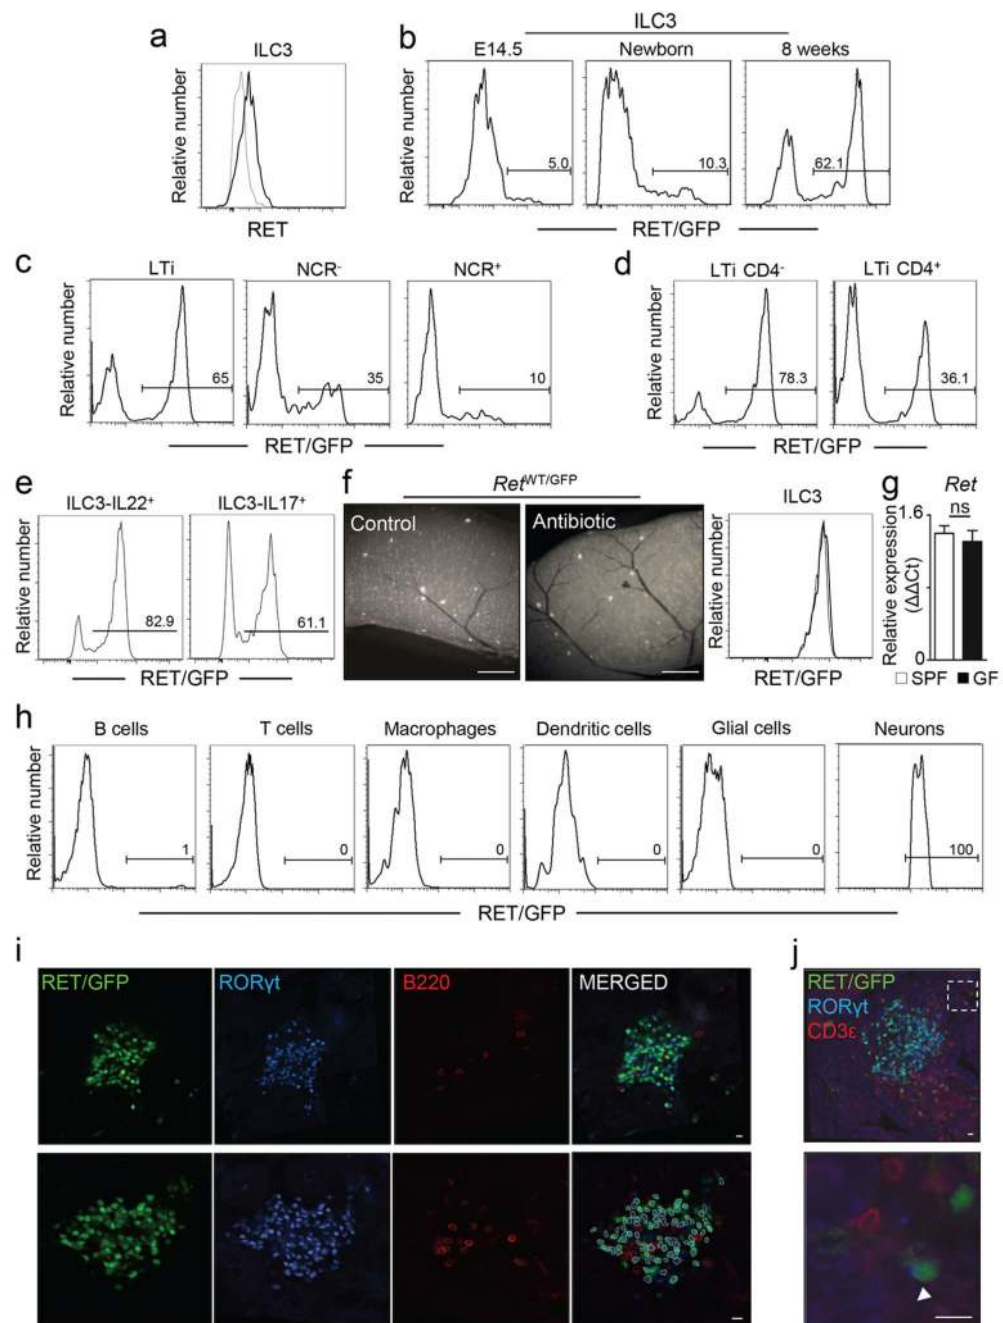 a
ILC3
Relative number
RET
b
ILC3
E14.5
Newborn
8 weeks
Relative number
5.0
10.3
62.1
RET/GFP
c
LTi
NCR⁻
NCR⁺
Relative number
65
35
10
RET/GFP
d
LTi CD4⁻
LTi CD4⁺
Relative number
78.3
36.1
RET/GFP
e
ILC3-IL22⁺
ILC3-IL17⁺
Relative number
82.9
61.1
RET/GFP
f
Ret^WT/GFP
Control
Antibiotic
ILC3
Relative number
RET/GFP
g
Ret
ns
1.6
0
Relative expression
(ΔΔCt)
SPF
GF
h
B cells
T cells
Macrophages
Dendritic cells
Glial cells
Neurons
Relative number
1
0
0
0
0
100
RET/GFP
i
RET/GFP
RORγt
B220
MERGED
j
RET/GFP
RORγt
CD3ε